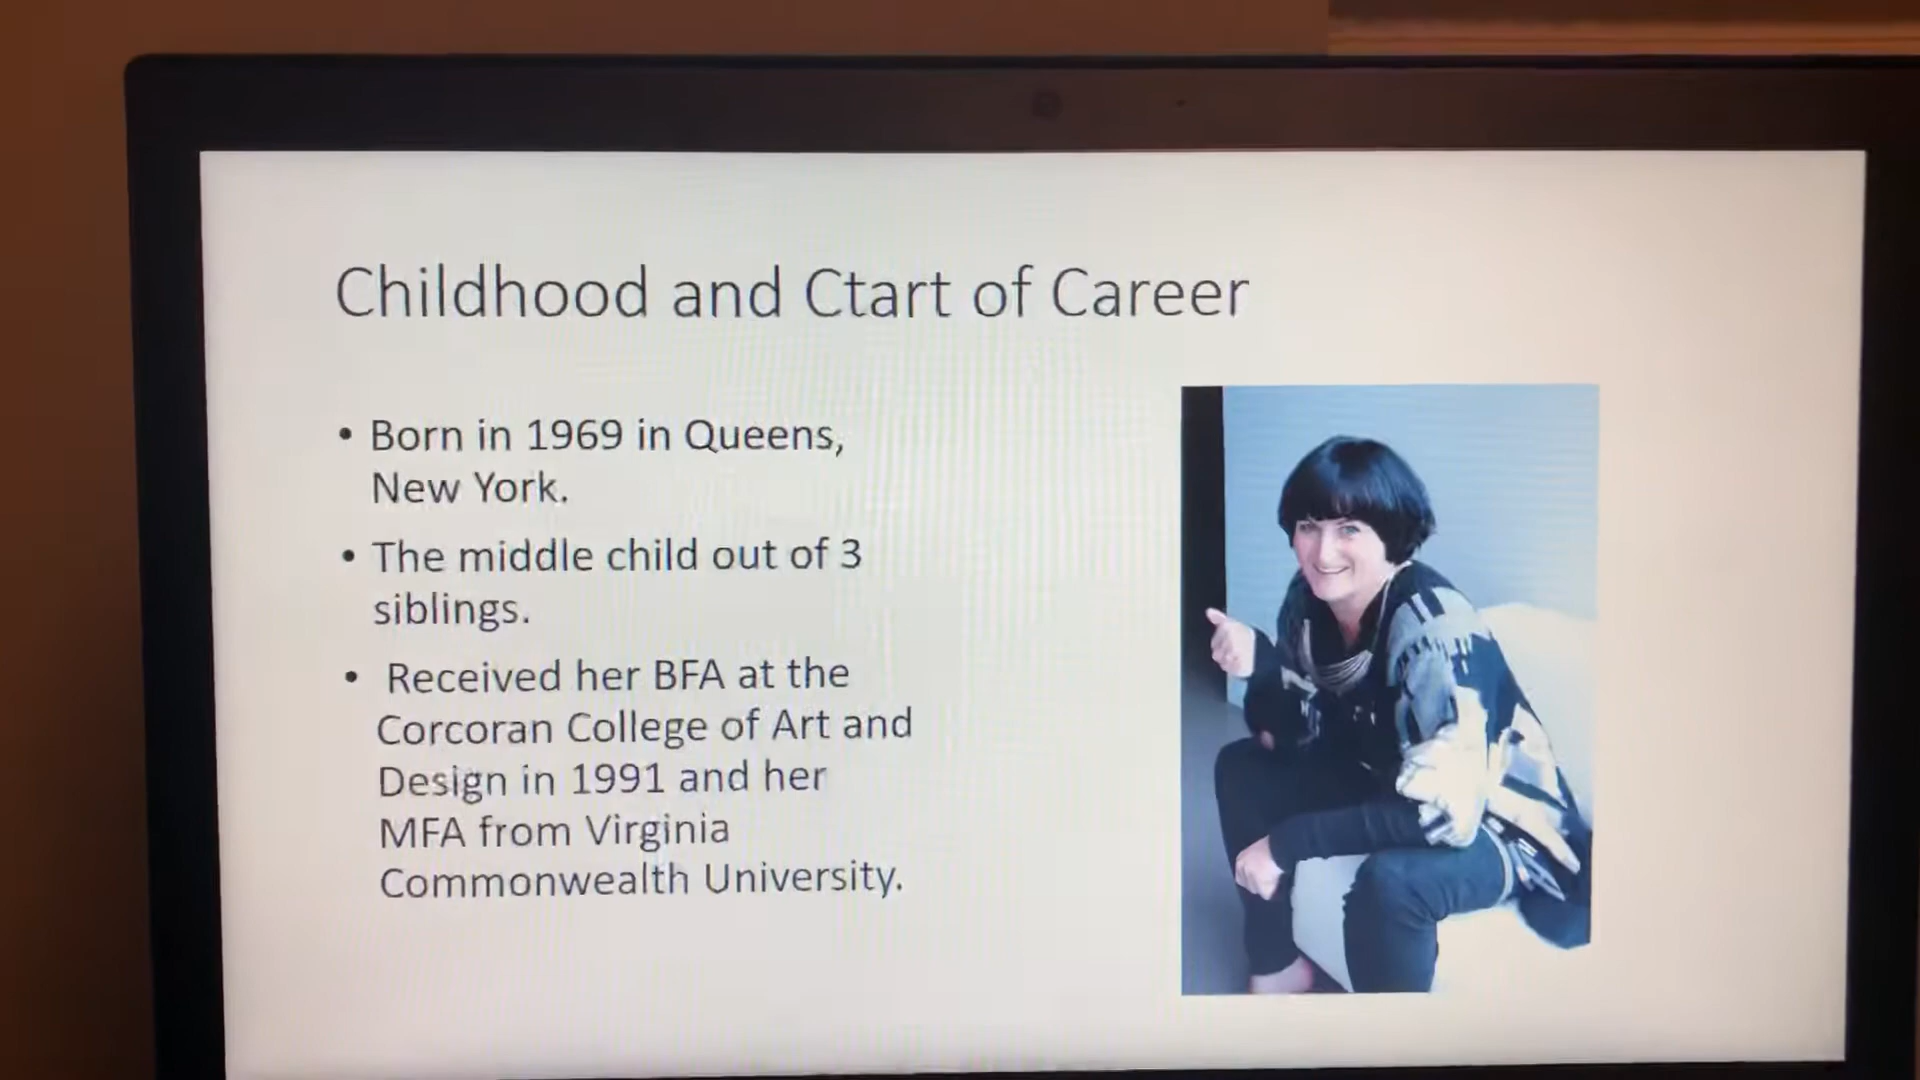 Childhood and Ctart of Career
• Born in 1969 in Queens,
New York.
• The middle child out of 3
siblings.
• Received her BFA at the
Corcoran College of Art and
Design in 1991 and her
MFA from Virginia
Commonwealth University.